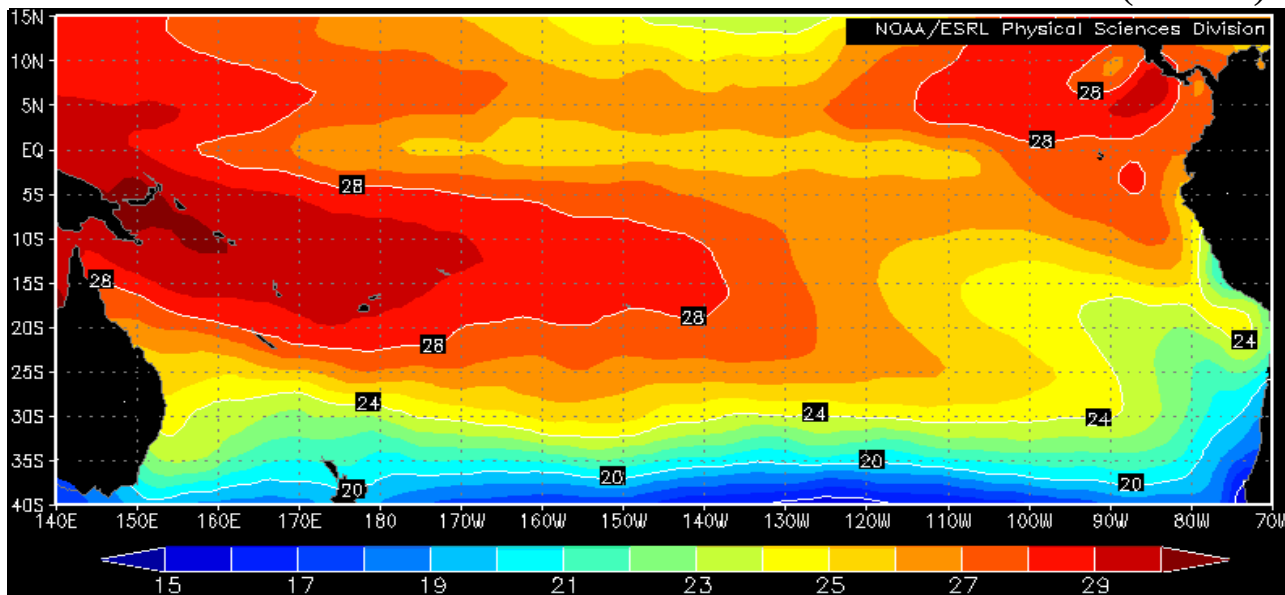 15N
NOAA/ESRL Physical Sciences Division
10N
28
5N
28
EQ
28
5S
10S
28
15S
28
20S
28
24
25S
24
24
24
30S
35S
20
20
20
20
40S
140E 150E 160E 170E 180 170W 160W 150W 140W 130W 120W 110W 100W 90W 80W 70W
15 17 19 21 23 25 27 29